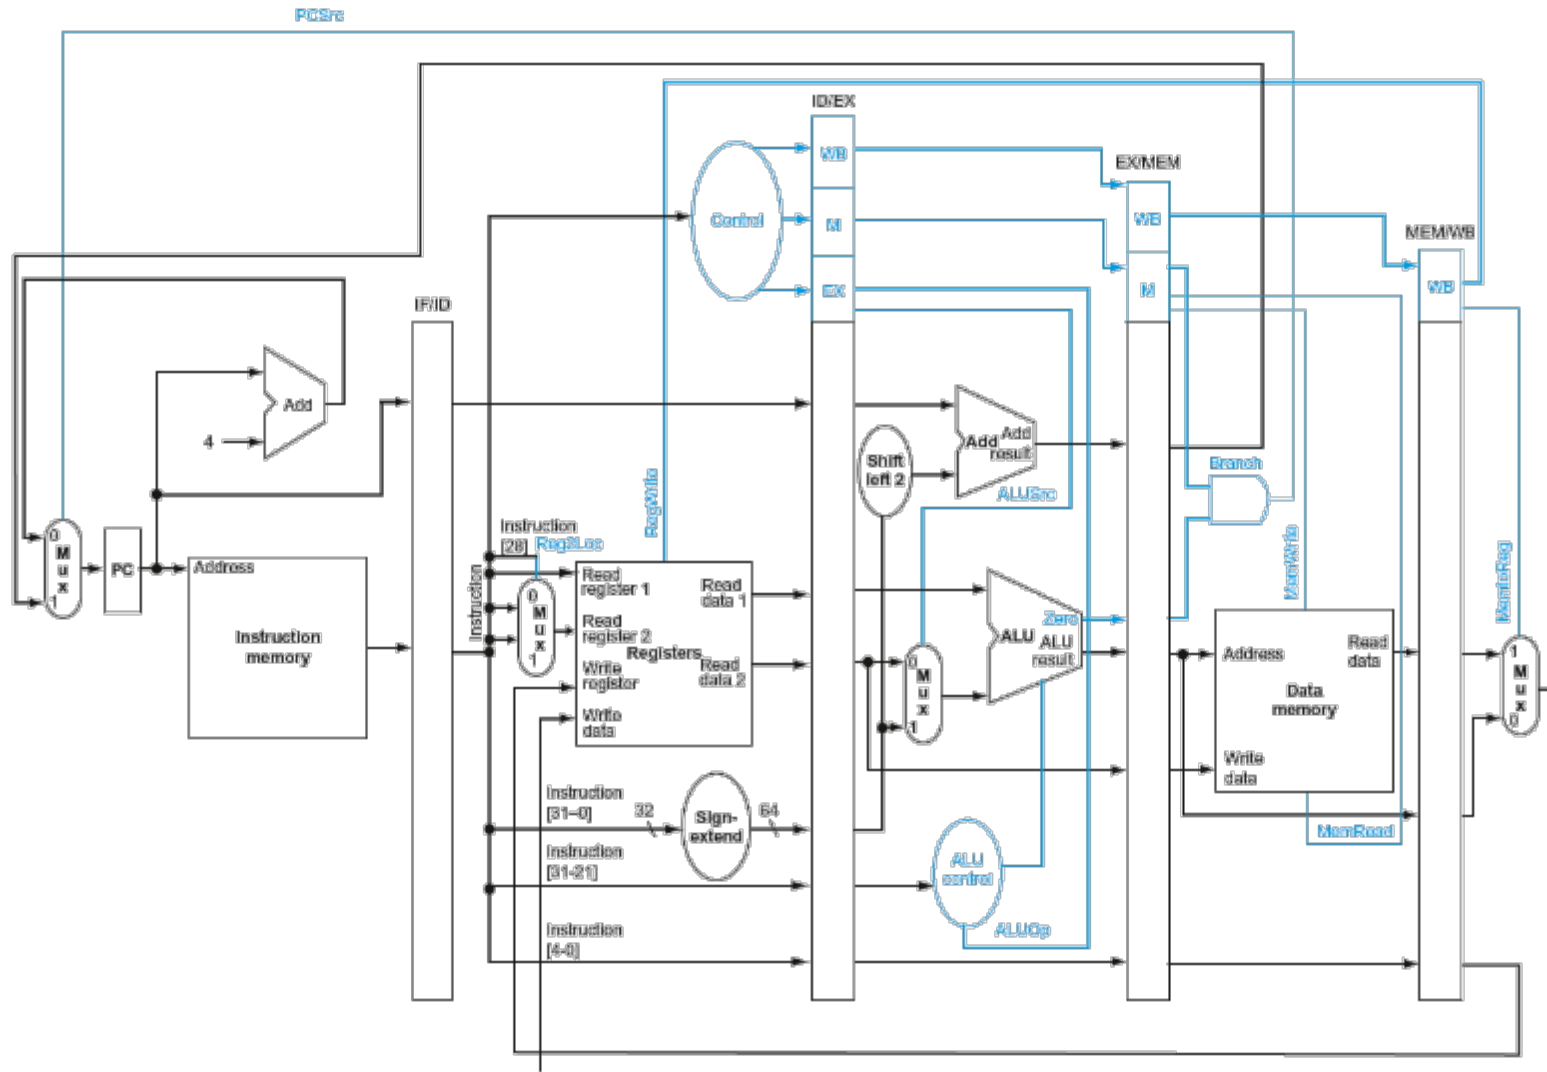 PCSrc
ID/EX
WB
EX/MEM
Control
M
WB
MEM/WB
EX
M
WB
IF/ID
Add
4
Add
Add
result
Shift
left 2
Branch
ALUSrc
RegWrite
MemWrite
MemtoReg
Instruction
[28]
Reg2Loc
0
M
u
x
1
PC
Address
Instruction
memory
Instruction
Read
register 1
Read
data 1
0
M
u
x
1
Read
register 2
Registers
Write
register
Read
data 2
Write
data
Zero
ALU
ALU
result
0
M
u
x
1
Address
Read
data
Data
memory
Write
data
1
M
u
x
0
Instruction
[31–0]
32
Sign-
extend
64
MemRead
Instruction
[31-21]
ALU
control
Instruction
[4-0]
ALUOp